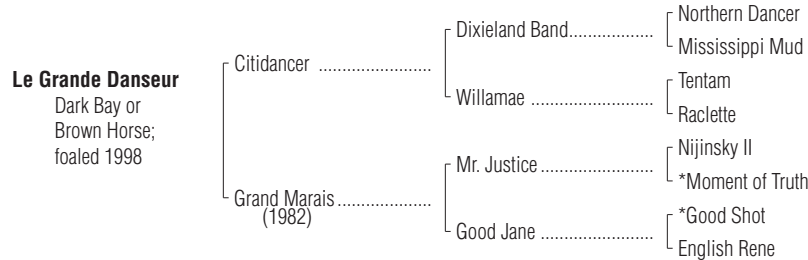 Northern Dancer
Dixieland Band..................
Mississippi Mud
Citidancer ........................
Tentam
Willamae ..........................
Raclette
Le Grande Danseur
Dark Bay or
Brown Horse;
foaled 1998
Nijinsky II
Mr. Justice ........................
*Moment of Truth
Grand Marais ....................
(1982)
*Good Shot
Good Jane ........................
English Rene